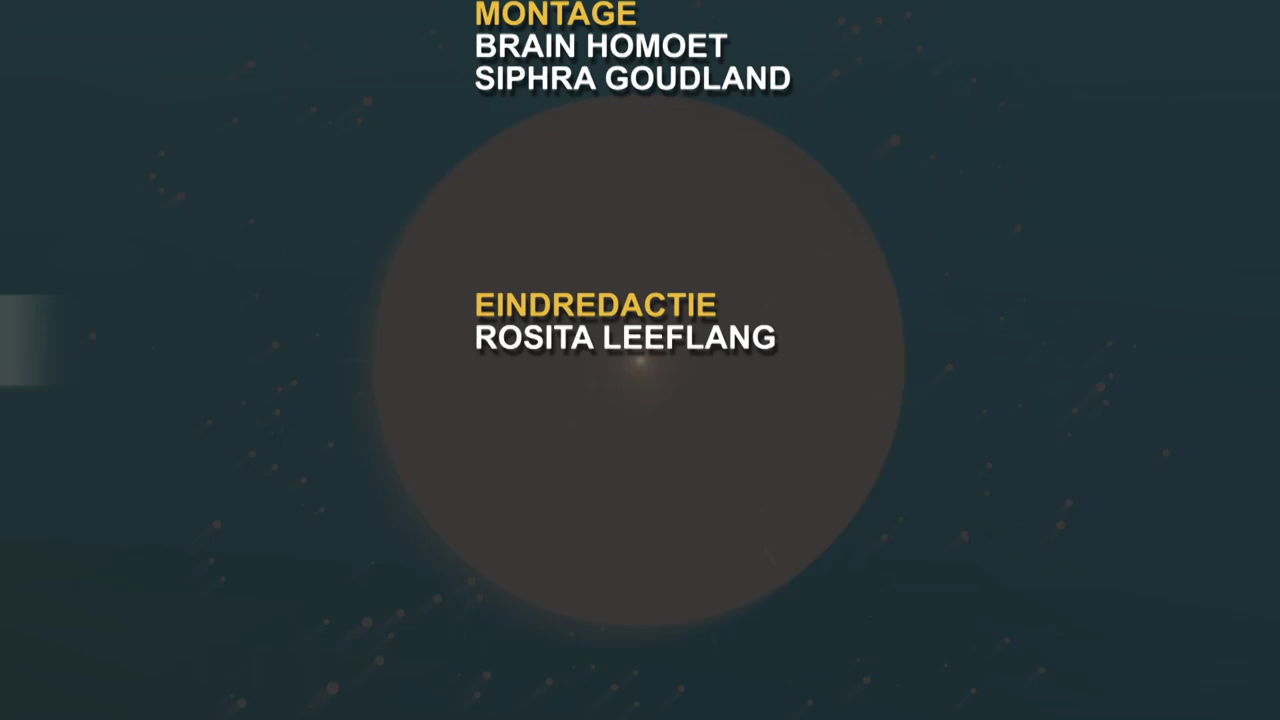 MONTAGE
BRAIN HOMOET
SIPHRA GOUDLAND
EINDREDACTIE
ROSITA LEEFLANG